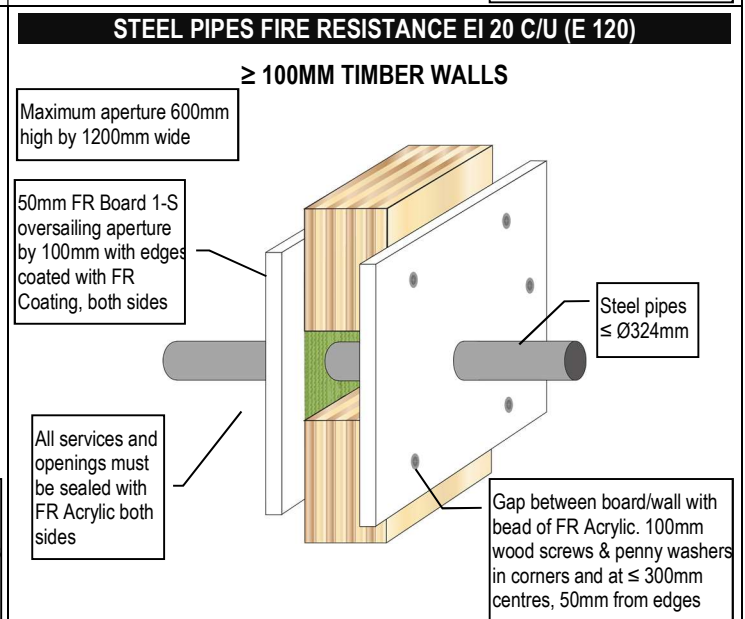 STEEL PIPES FIRE RESISTANCE EI 20 C/U (E 120)
≥ 100MM TIMBER WALLS
Maximum aperture 600mm
high by 1200mm wide
50mm FR Board 1-S
oversailing aperture
by 100mm with edges
coated with FR
Coating, both sides
Steel pipes
≤ Ø324mm
All services and
openings must
be sealed with
FR Acrylic both
sides
Gap between board/wall with
bead of FR Acrylic. 100mm
wood screws & penny washers
in corners and at ≤ 300mm
centres, 50mm from edges